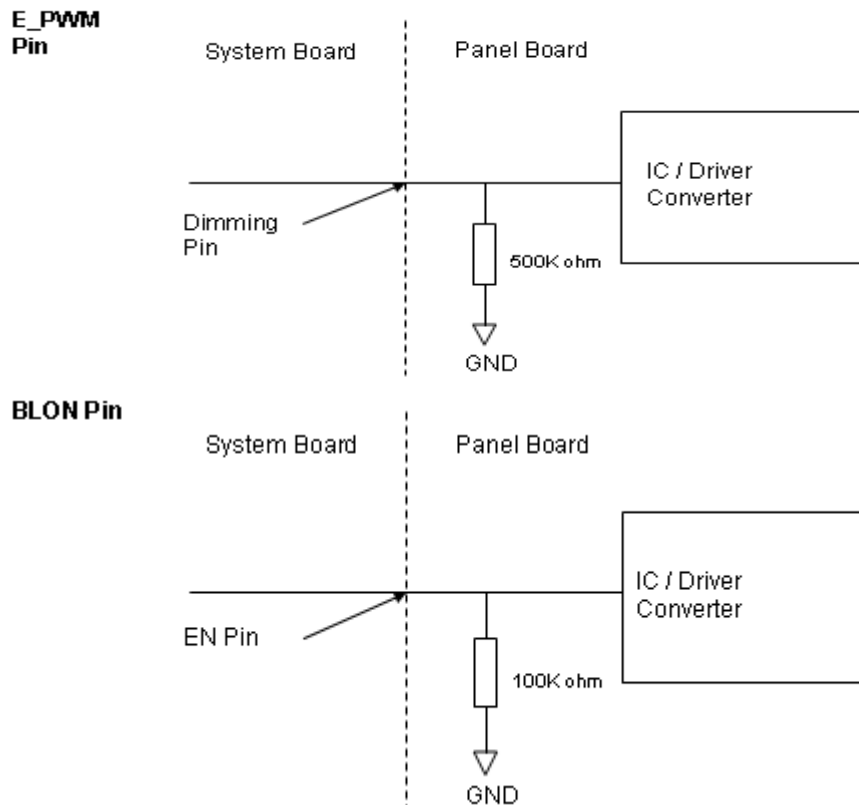 E_PWM
Pin
System Board
Panel Board
IC / Driver
Converter
Dimming
Pin
500K ohm
GND
BLON Pin
System Board
Panel Board
IC / Driver
Converter
EN Pin
100K ohm
GND